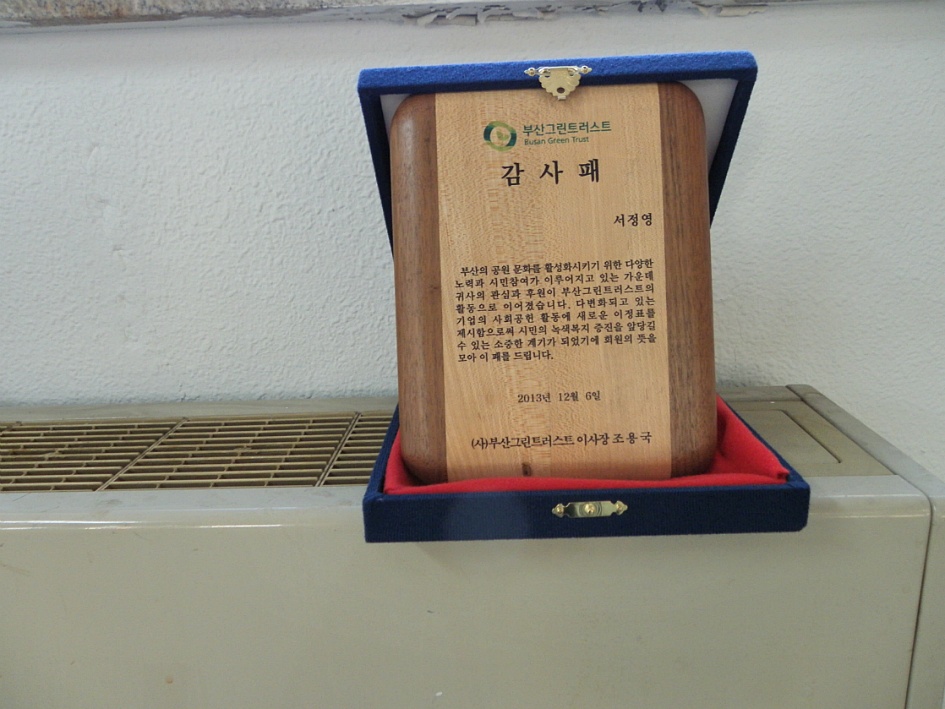 부산그린트러스트
Busan Green Trust
감 사 패
서정영
부산의 공원 문화를 활성화시키기 위한 다양한
노력과 시민참여가 이루어지고 있는 가운데
귀사의 관심과 후원이 부산그린트러스트의
활동으로 이어졌습니다. 다변화되고 있는
기업의 사회공헌 활동에 새로운 이정표를
제시함으로써 시민의 녹색복지 증진을 앞당길
수 있는 소중한 계기가 되었기에 회원의 뜻을
모아 이 패를 드립니다.
2013년 12월 6일
(사)부산그린트러스트 이사장 조 용 국